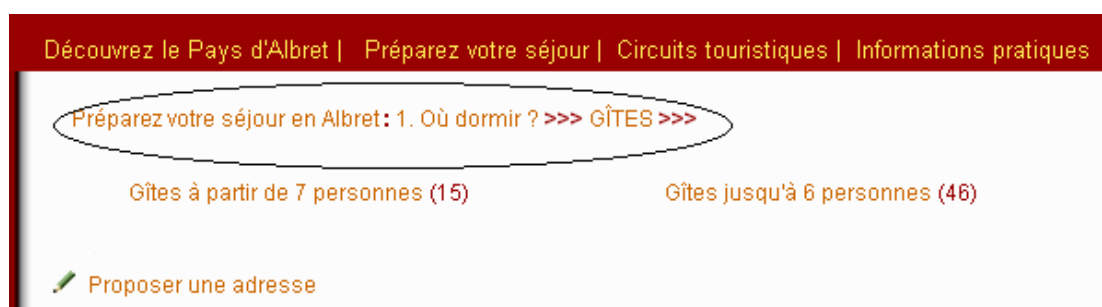 Découvrez le Pays d'Albret | Préparez votre séjour | Circuits touristiques | Informations pratiques
Préparez votre séjour en Albret : 1. Où dormir ? >>> GÎTES >>>
Gîtes à partir de 7 personnes (15) Gîtes jusqu'à 6 personnes (46)
Proposer une adresse